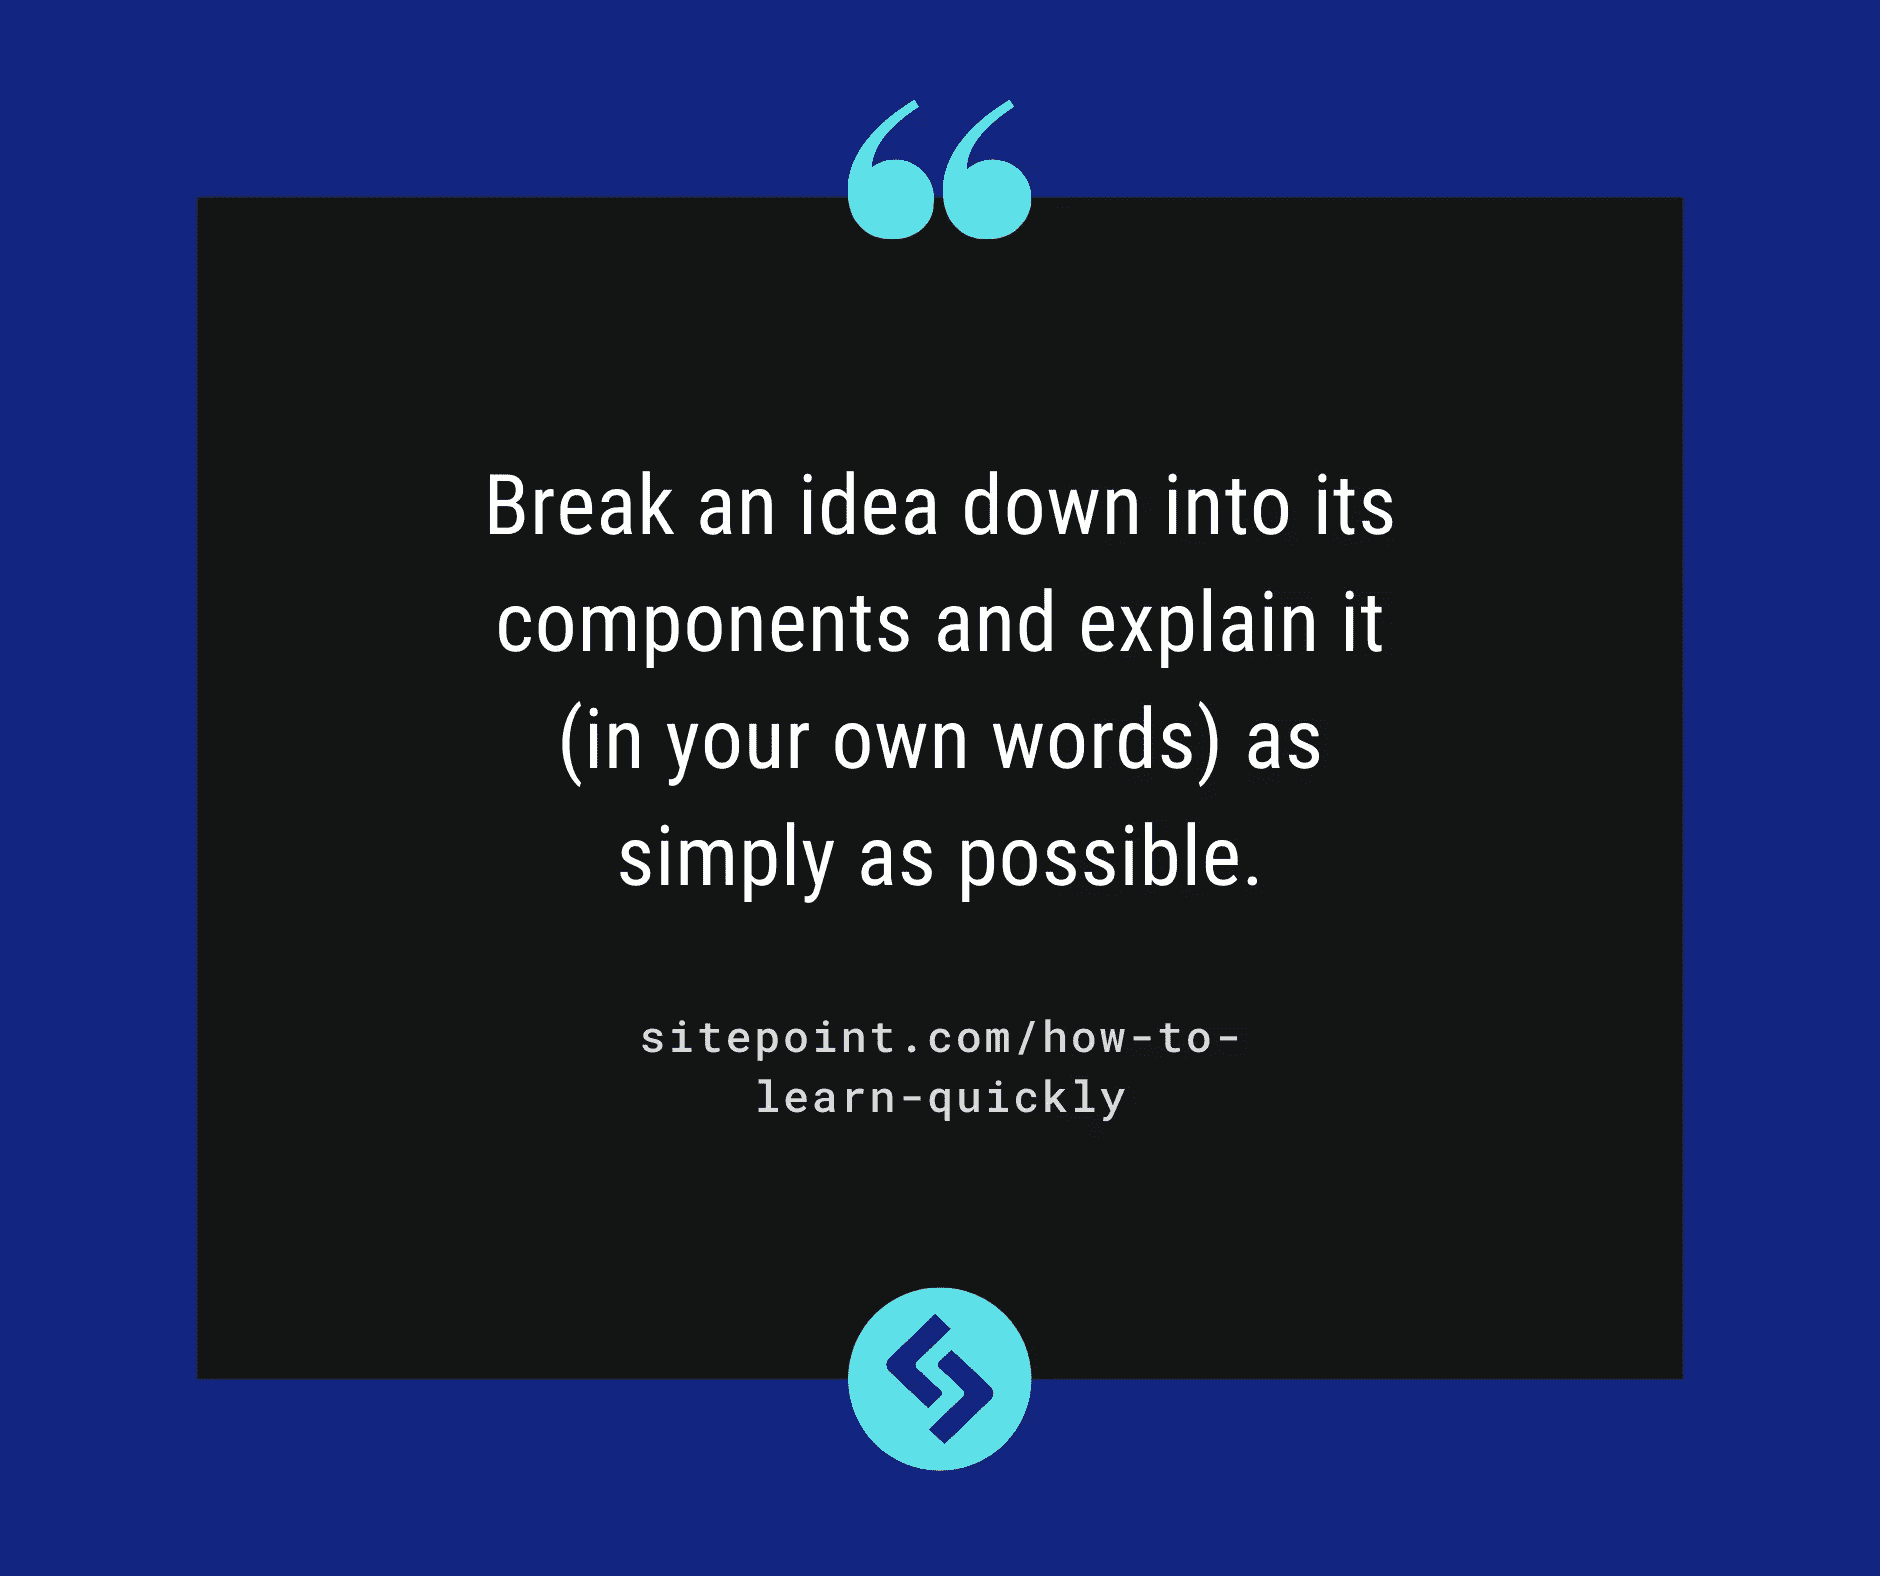 Break an idea down into its
components and explain it
(in your own words) as
simply as possible.
sitepoint.com/how-to-
learn-quickly